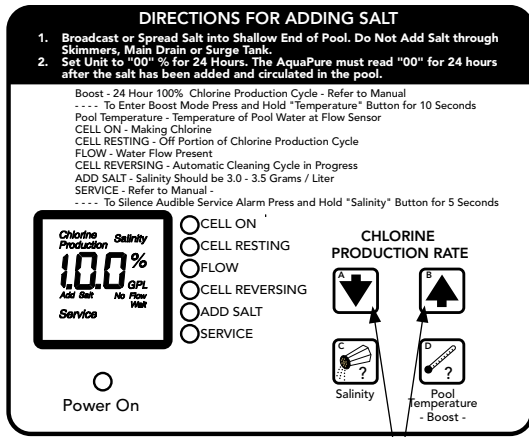 DIRECTIONS FOR ADDING SALT
1. Broadcast or Spread Salt into Shallow End of Pool. Do Not Add Salt through
Skimmers, Main Drain or Surge Tank.
2. Set Unit to "00" % for 24 Hours. The AquaPure must read "00" for 24 hours
after the salt has been added and circulated in the pool.
Boost - 24 Hour 100% Chlorine Production Cycle - Refer to Manual
- - - - To Enter Boost Mode Press and Hold "Temperature" Button for 10 Seconds
Pool Temperature - Temperature of Pool Water at Flow Sensor
CELL ON - Making Chlorine
CELL RESTING - Off Portion of Chlorine Production Cycle
FLOW - Water Flow Present
CELL REVERSING - Automatic Cleaning Cycle in Progress
ADD SALT - Salinity Should be 3.0 - 3.5 Grams / Liter
SERVICE - Refer to Manual -
- - - - To Silence Audible Service Alarm Press and Hold "Salinity" Button for 5 Seconds
Chlorine
Production Salinity
10.0 %
GPL
Add Salt No Flow
Wait
Service
CELL ON
CELL RESTING
FLOW
CELL REVERSING
ADD SALT
SERVICE
Power On
CHLORINE
PRODUCTION RATE
A B
C ? D ?
Salinity Pool
Temperature
- Boost -